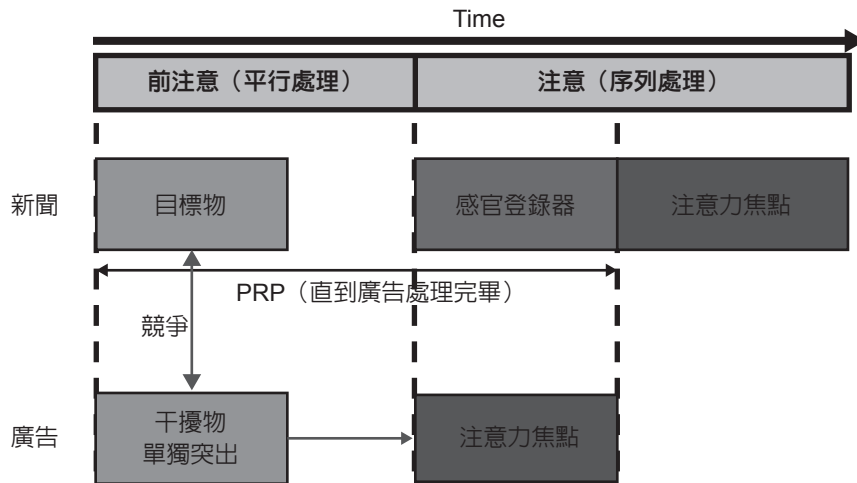 Time
前注意（平行處理）
注意（序列處理）
新聞
目標物
感官登錄器
注意力焦點
PRP（直到廣告處理完畢）
競爭
廣告
干擾物
單獨突出
注意力焦點